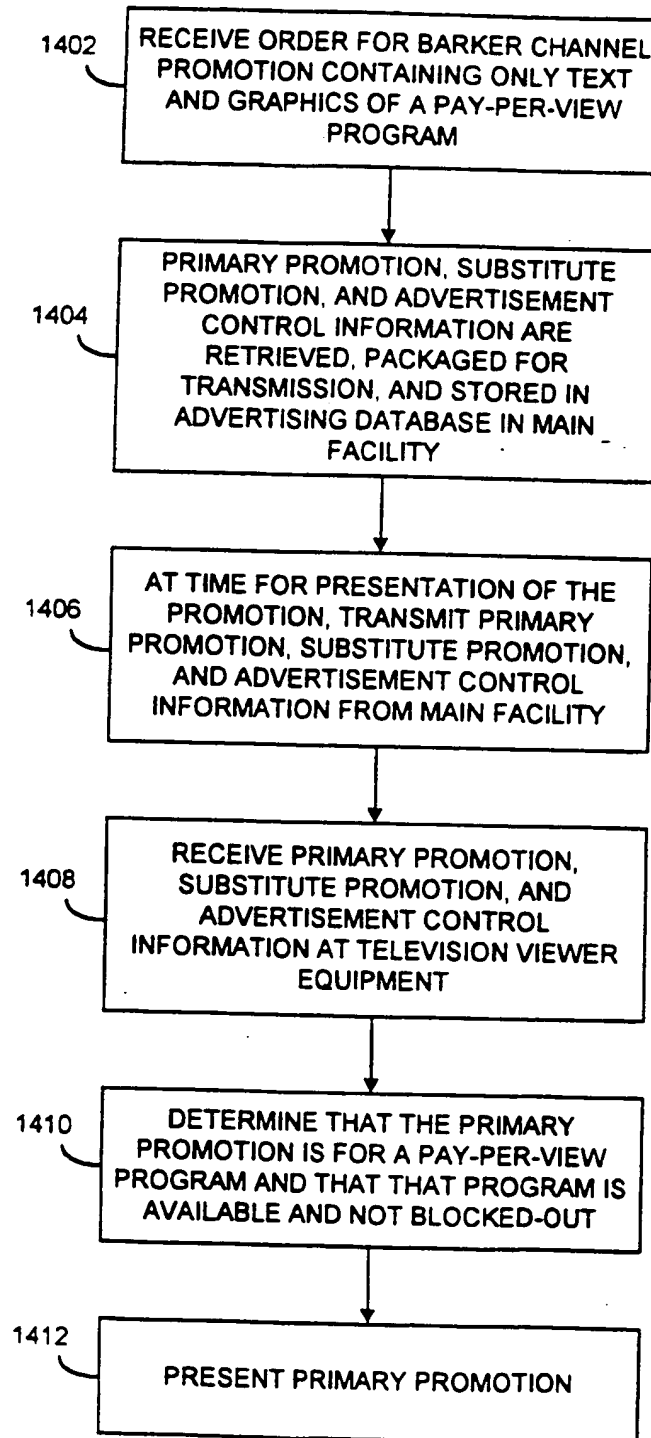 1402
RECEIVE ORDER FOR BARKER CHANNEL
PROMOTION CONTAINING ONLY TEXT
AND GRAPHICS OF A PAY-PER-VIEW
PROGRAM
1404
PRIMARY PROMOTION, SUBSTITUTE
PROMOTION, AND ADVERTISEMENT
CONTROL INFORMATION ARE
RETRIEVED, PACKAGED FOR
TRANSMISSION, AND STORED IN
ADVERTISING DATABASE IN MAIN
FACILITY
1406
AT TIME FOR PRESENTATION OF THE
PROMOTION, TRANSMIT PRIMARY
PROMOTION, SUBSTITUTE PROMOTION,
AND ADVERTISEMENT CONTROL
INFORMATION FROM MAIN FACILITY
1408
RECEIVE PRIMARY PROMOTION,
SUBSTITUTE PROMOTION, AND
ADVERTISEMENT CONTROL
INFORMATION AT TELEVISION VIEWER
EQUIPMENT
1410
DETERMINE THAT THE PRIMARY
PROMOTION IS FOR A PAY-PER-VIEW
PROGRAM AND THAT THAT PROGRAM IS
AVAILABLE AND NOT BLOCKED-OUT
1412
PRESENT PRIMARY PROMOTION